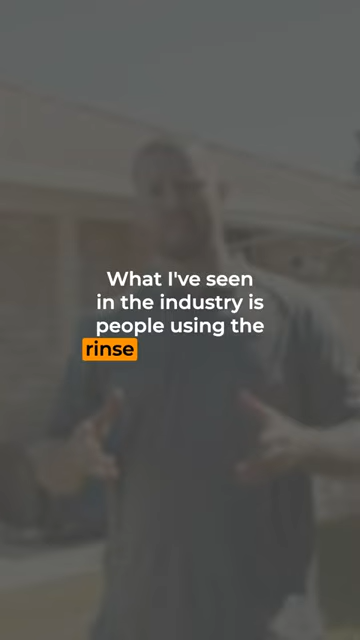 What I've seen
in the industry is
people using the
rinse